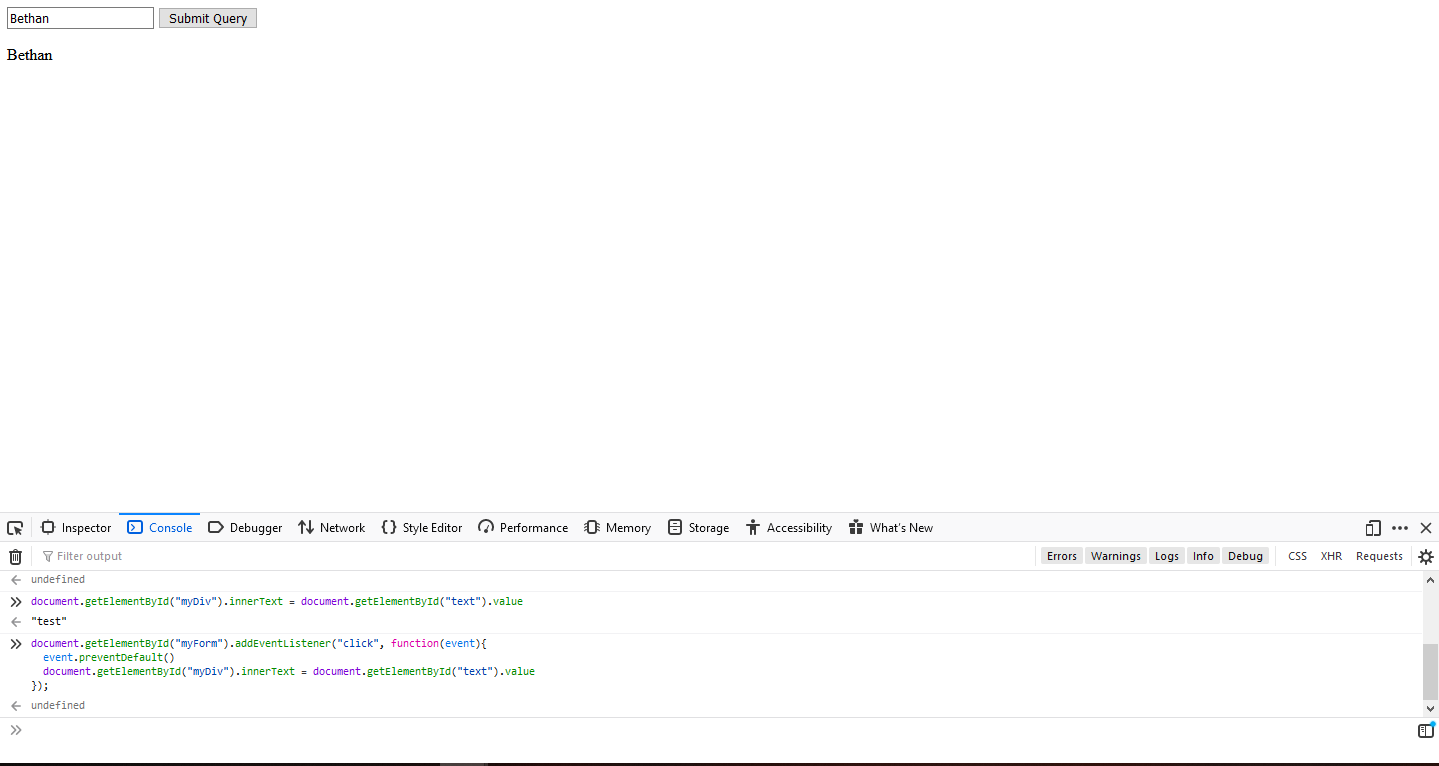 Bethan Submit Query
Bethan
Inspector Console Debugger Network Style Editor Performance Memory Storage Accessibility What's New
Filter output Errors Warnings Logs Info Debug CSS XHR Requests
undefined
document.getElementById("myDiv").innerText = document.getElementById("text").value
"test"
document.getElementById("myForm").addEventListener("click", function(event){
  event.preventDefault()
  document.getElementById("myDiv").innerText = document.getElementById("text").value
});
undefined